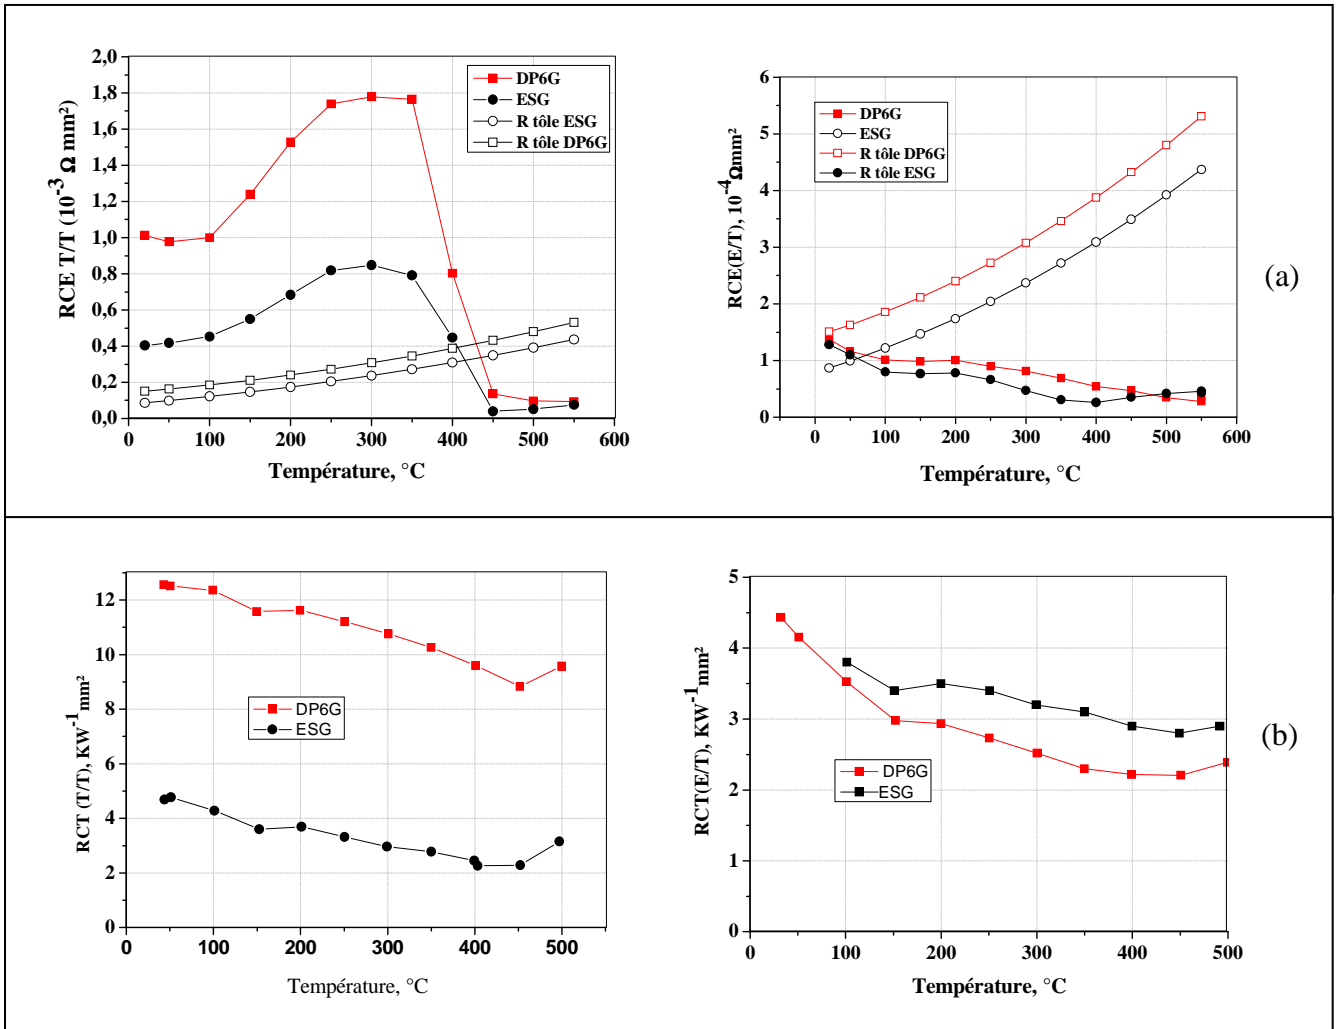 2,0
1,8
1,6
1,4
1,2
1,0
0,8
0,6
0,4
0,2
0,0
RCE T/T (10⁻³ Ω mm²)
DP6G
ESG
R tôle ESG
R tôle DP6G
0 100 200 300 400 500 600
Température, °C
6
5
4
3
2
1
0
RCE(E/T), 10⁻⁴Ωmm²
DP6G
ESG
R tôle DP6G
R tôle ESG
0 100 200 300 400 500 600
Température, °C
(a)
12
10
8
6
4
2
0
RCT (T/T), KW⁻¹mm²
DP6G
ESG
0 100 200 300 400 500
Température, °C
5
4
3
2
1
0
RCT(E/T), KW⁻¹mm²
DP6G
ESG
0 100 200 300 400 500
Température, °C
(b)